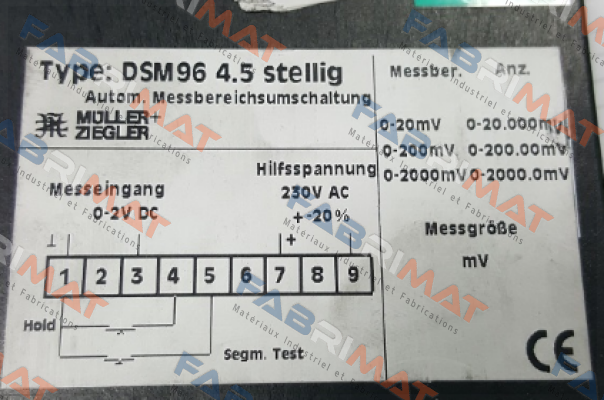 Type: DSM96 4.5 stellig
Autom. Messbereichsumschaltung
MÜLLER+
ZIEGLER
Messber. Anz.
0-20mV 0-20.000mV
0-200mV 0-200.00mV
0-2000mV 0-2000.0mV
Messgröße
mV
Messeingang
0-2V DC
Hilfsspannung
230V AC
+-20%
⊥ +
1 2 3 4 5 6 7 8 9
Hold
Segm. Test
CE
FABRIMAT
Matériaux Industriel et Fabrications